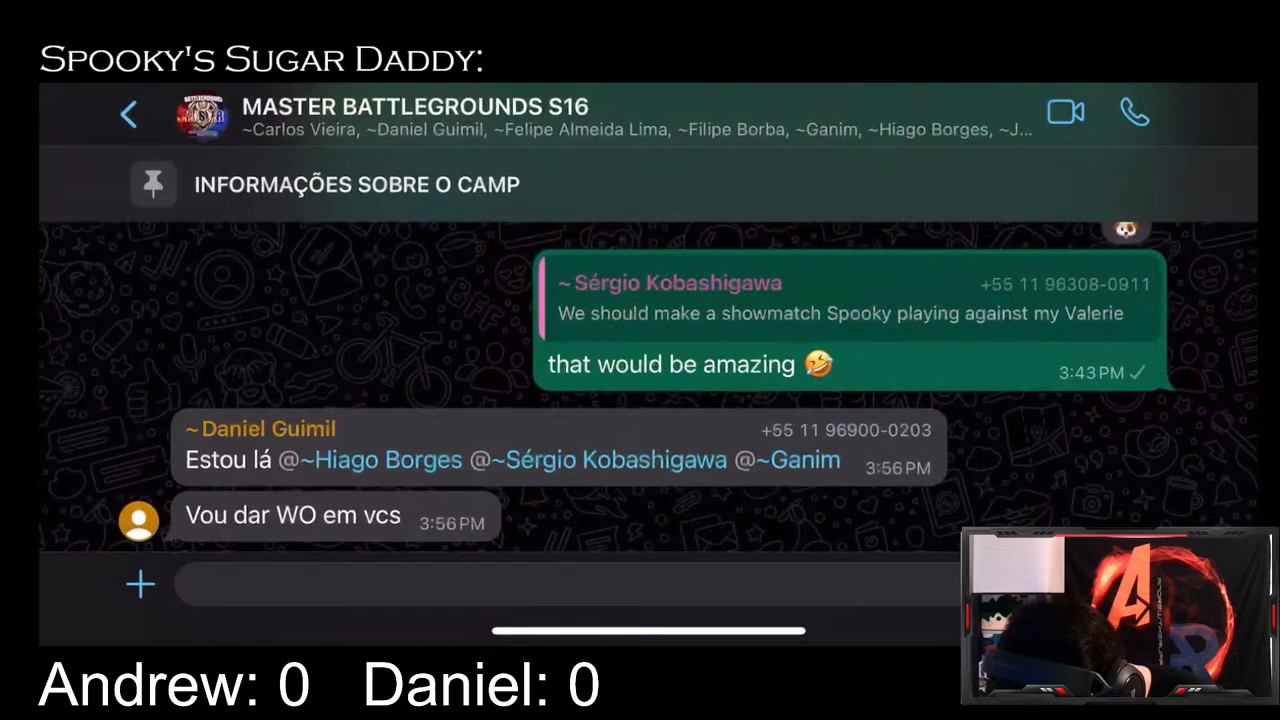 Spooky's Sugar Daddy:
MASTER BATTLEGROUNDS S16
~Carlos Vieira, ~Daniel Guimil, ~Felipe Almeida Lima, ~Filipe Borba, ~Ganim, ~Hiago Borges, ~J...
INFORMAÇÕES SOBRE O CAMP
~Sérgio Kobashigawa +55 11 96308-0911
We should make a showmatch Spooky playing against my Valerie
that would be amazing 🤣
3:43 PM ✓
~Daniel Guimil +55 11 96900-0203
Estou lá @~Hiago Borges @~Sérgio Kobashigawa @~Ganim 3:56 PM
Vou dar WO em vcs 3:56 PM
Andrew: 0 Daniel: 0